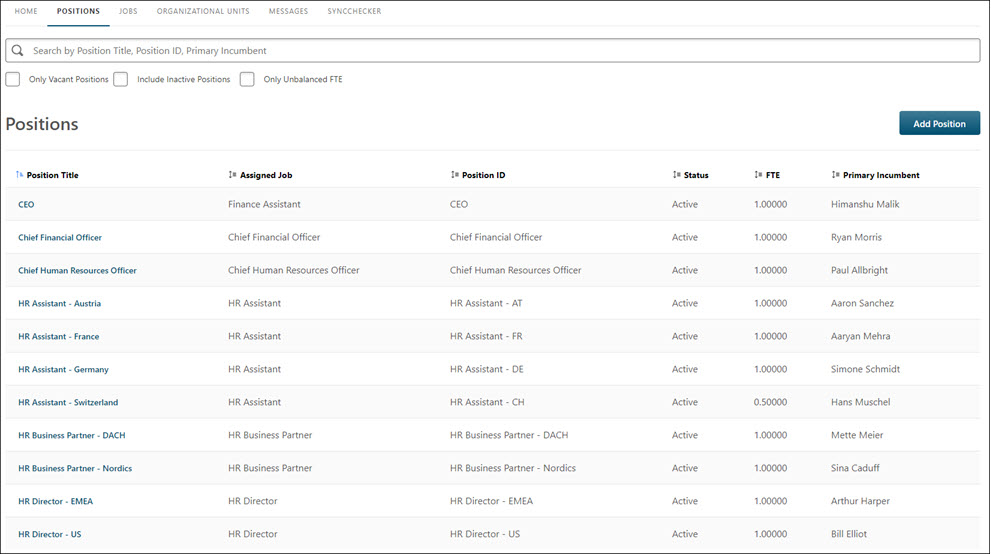 HOME POSITIONS JOBS ORGANIZATIONAL UNITS MESSAGES SYNCCHECKER
Search by Position Title, Position ID, Primary Incumbent
Only Vacant Positions Include Inactive Positions Only Unbalanced FTE
Positions Add Position
Position Title Assigned Job Position ID Status FTE Primary Incumbent
CEO Finance Assistant CEO Active 1.00000 Himanshu Malik
Chief Financial Officer Chief Financial Officer Chief Financial Officer Active 1.00000 Ryan Morris
Chief Human Resources Officer Chief Human Resources Officer Chief Human Resources Officer Active 1.00000 Paul Allbright
HR Assistant - Austria HR Assistant HR Assistant - AT Active 1.00000 Aaron Sanchez
HR Assistant - France HR Assistant HR Assistant - FR Active 1.00000 Aaryan Mehra
HR Assistant - Germany HR Assistant HR Assistant - DE Active 1.00000 Simone Schmidt
HR Assistant - Switzerland HR Assistant HR Assistant - CH Active 0.50000 Hans Muschel
HR Business Partner - DACH HR Business Partner HR Business Partner - DACH Active 1.00000 Mette Meier
HR Business Partner - Nordics HR Business Partner HR Business Partner - Nordics Active 1.00000 Sina Caduff
HR Director - EMEA HR Director HR Director - EMEA Active 1.00000 Arthur Harper
HR Director - US HR Director HR Director - US Active 1.00000 Bill Elliot